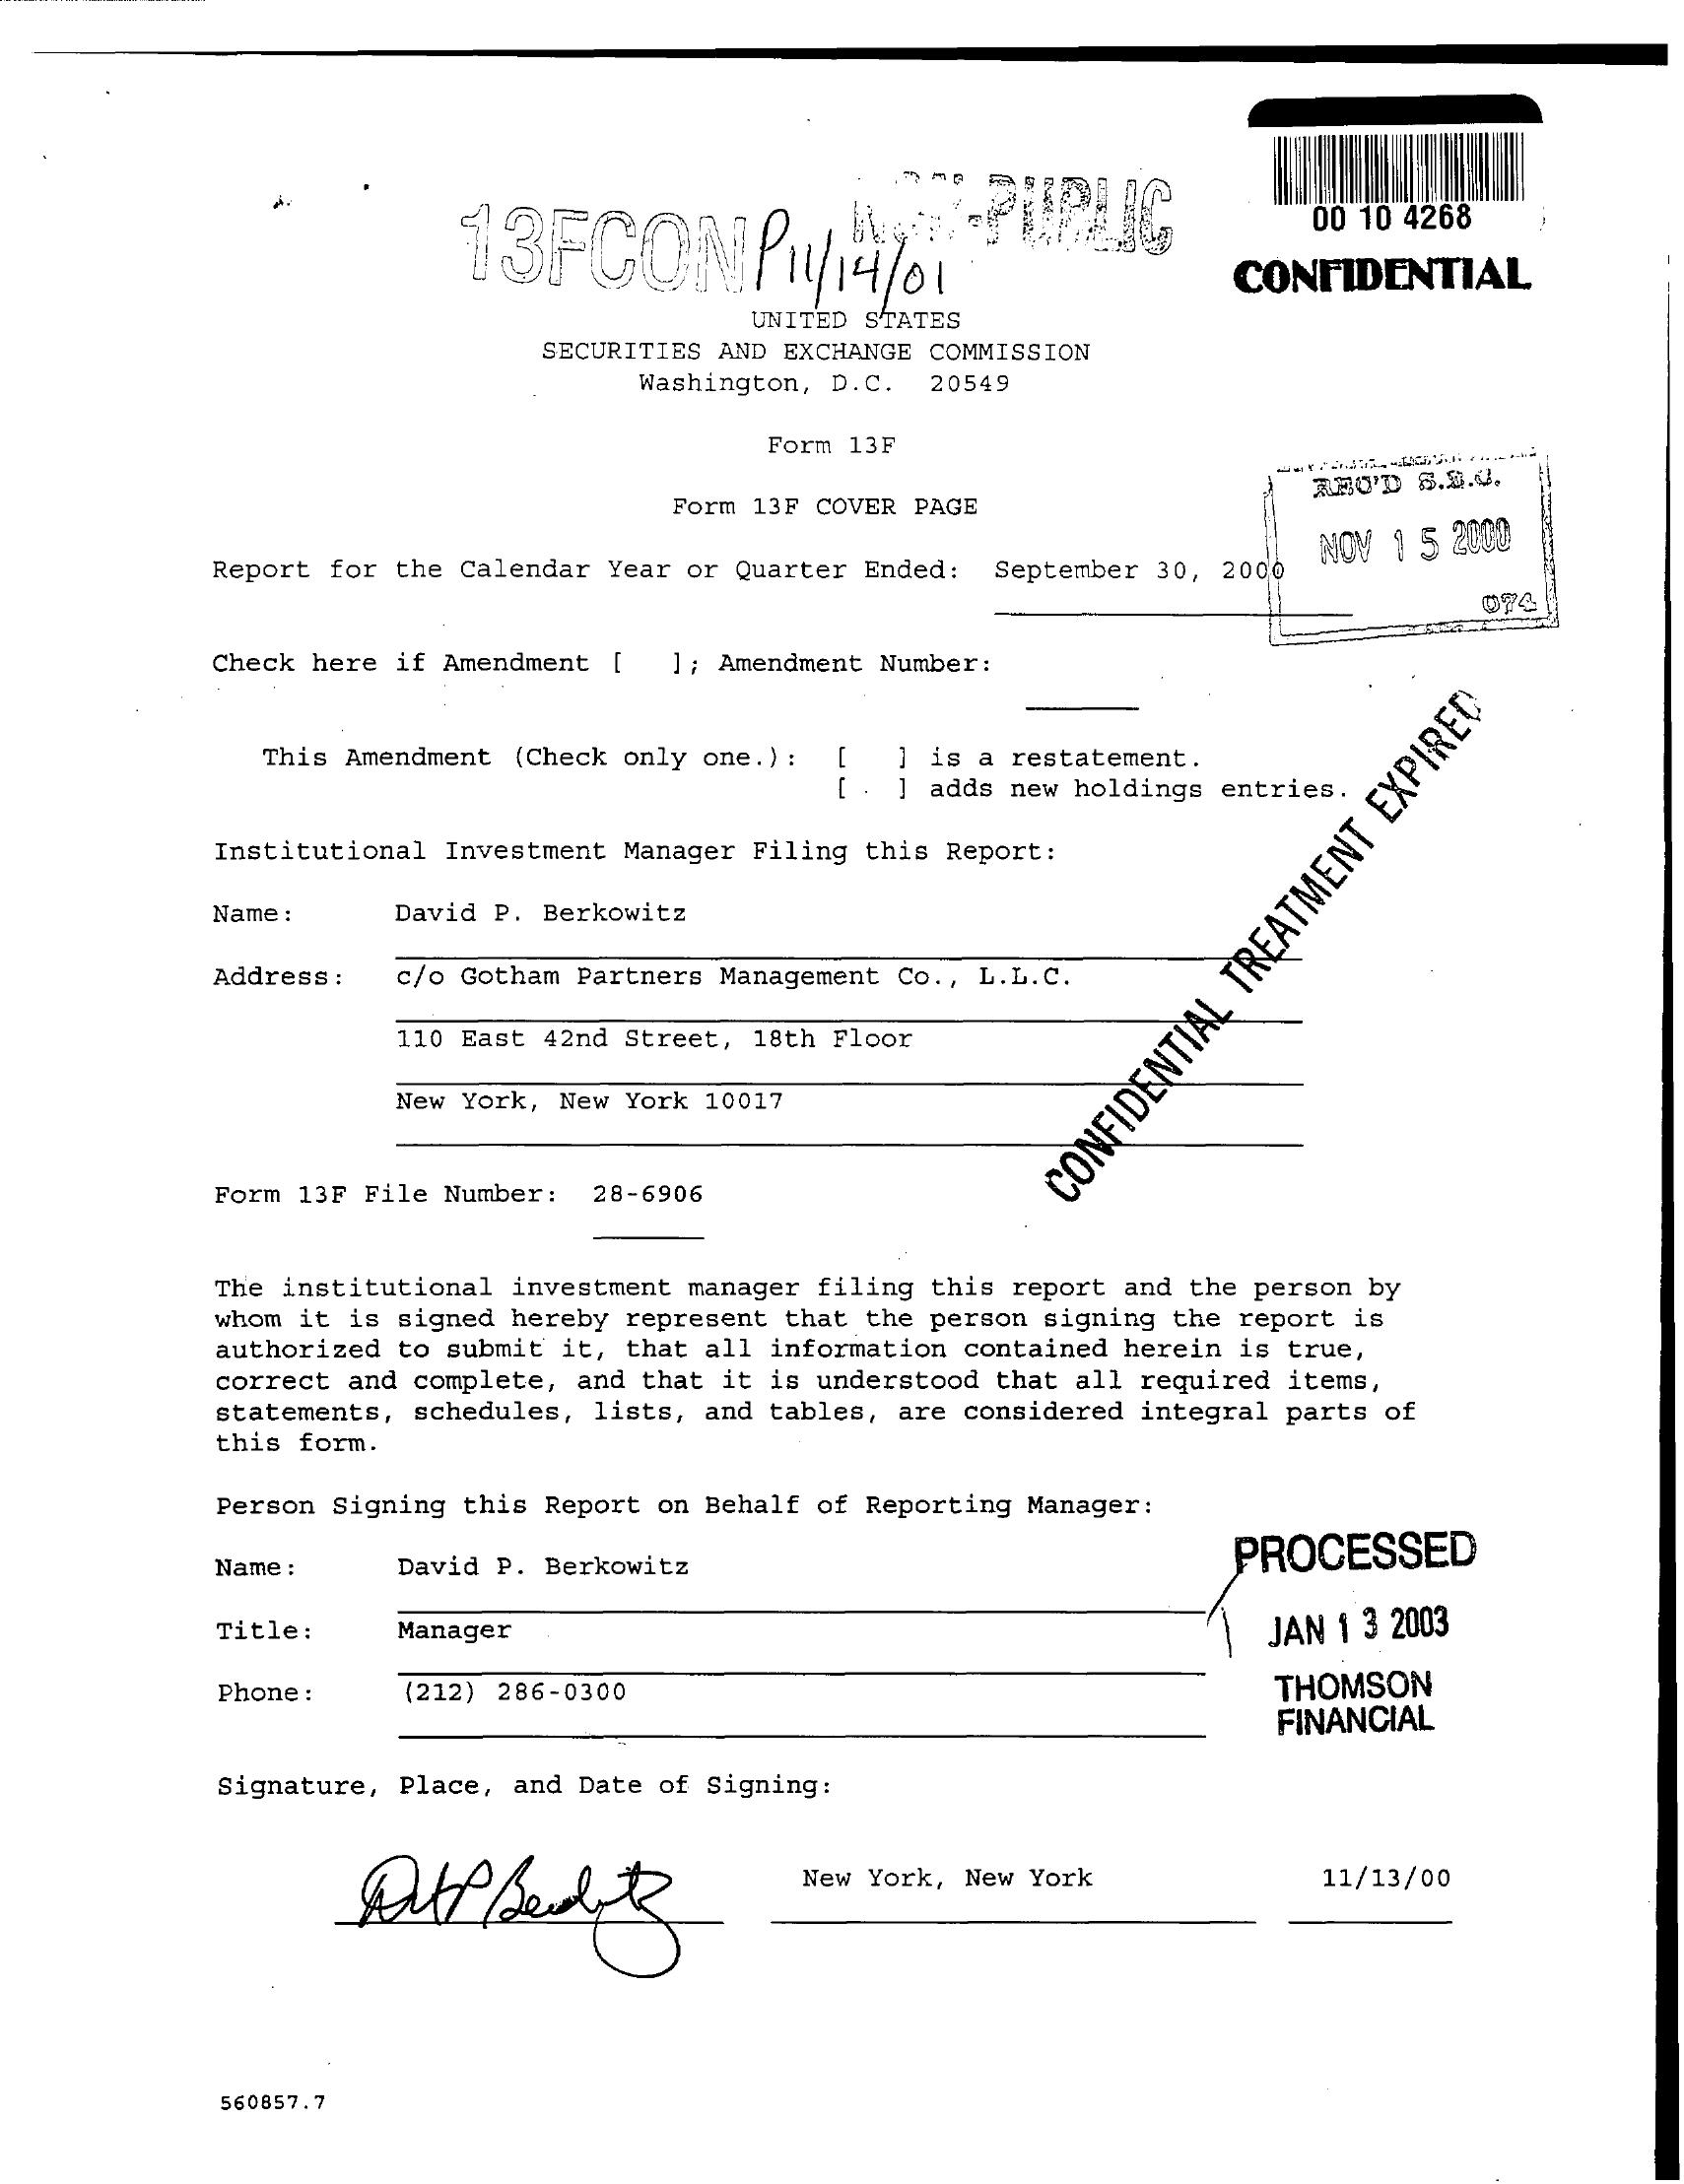 13FCONP 11/14/01
NON-PUBLIC
00 10 4268
CONFIDENTIAL
UNITED STATES
SECURITIES AND EXCHANGE COMMISSION
Washington, D.C. 20549
Form 13F
Form 13F COVER PAGE
REC'D S.E.C.
NOV 15 2000
074
Report for the Calendar Year or Quarter Ended: September 30, 2000
Check here if Amendment [ ]; Amendment Number:
This Amendment (Check only one.): [ ] is a restatement.
[ ] adds new holdings entries.
CONFIDENTIAL TREATMENT EXPIRED
Institutional Investment Manager Filing this Report:
Name: David P. Berkowitz
Address: c/o Gotham Partners Management Co., L.L.C.
110 East 42nd Street, 18th Floor
New York, New York 10017
Form 13F File Number: 28-6906
The institutional investment manager filing this report and the person by
whom it is signed hereby represent that the person signing the report is
authorized to submit it, that all information contained herein is true,
correct and complete, and that it is understood that all required items,
statements, schedules, lists, and tables, are considered integral parts of
this form.
Person Signing this Report on Behalf of Reporting Manager:
Name: David P. Berkowitz
Title: Manager
Phone: (212) 286-0300
PROCESSED
JAN 13 2003
THOMSON
FINANCIAL
Signature, Place, and Date of Signing:
New York, New York 11/13/00
560857.7